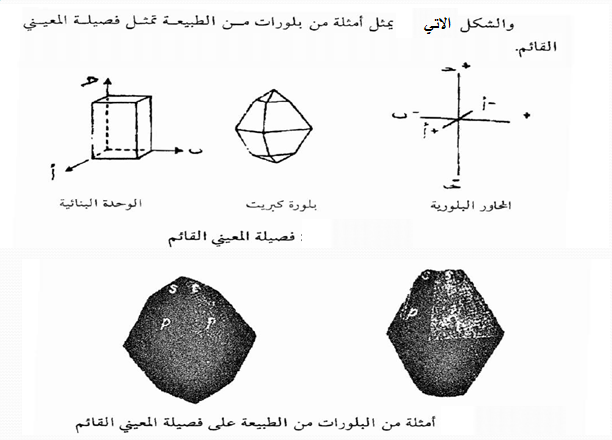 والشكل الاتي يمثل أمثلة من بلورات من الطبيعة تمثل فصيلة المعيني
القائم.
حـ +
هـ
أ-
ب-
+
أ+
ب
أ
حـ-
المحاور البلورية
بلورة كبريت
الوحدة البنائية
: فصيلة المعيني القائم
s
p p
p
أمثلة من البلورات من الطبيعة على فصيلة المعيني القائم